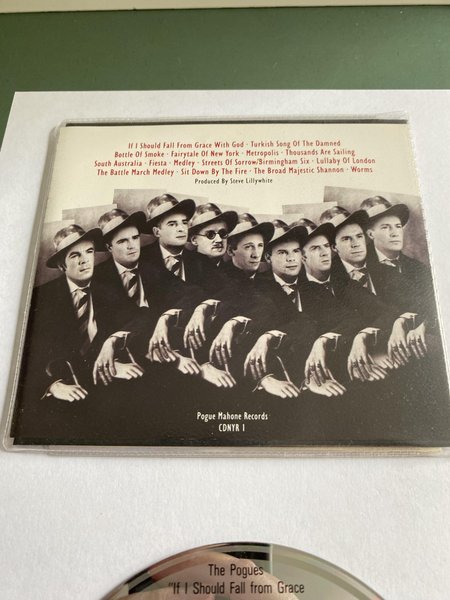 If I Should Fall From Grace With God · Turkish Song Of The Damned
Bottle Of Smoke · Fairytale Of New York · Metropolis · Thousands Are Sailing
South Australia · Fiesta · Medley · Streets Of Sorrow/Birmingham Six · Lullaby Of London
The Battle March Medley · Sit Down By The Fire · The Broad Majestic Shannon · Worms
Produced By Steve Lillywhite
Pogue Mahone Records
CDNYR 1
The Pogues
"If I Should Fall from Grace